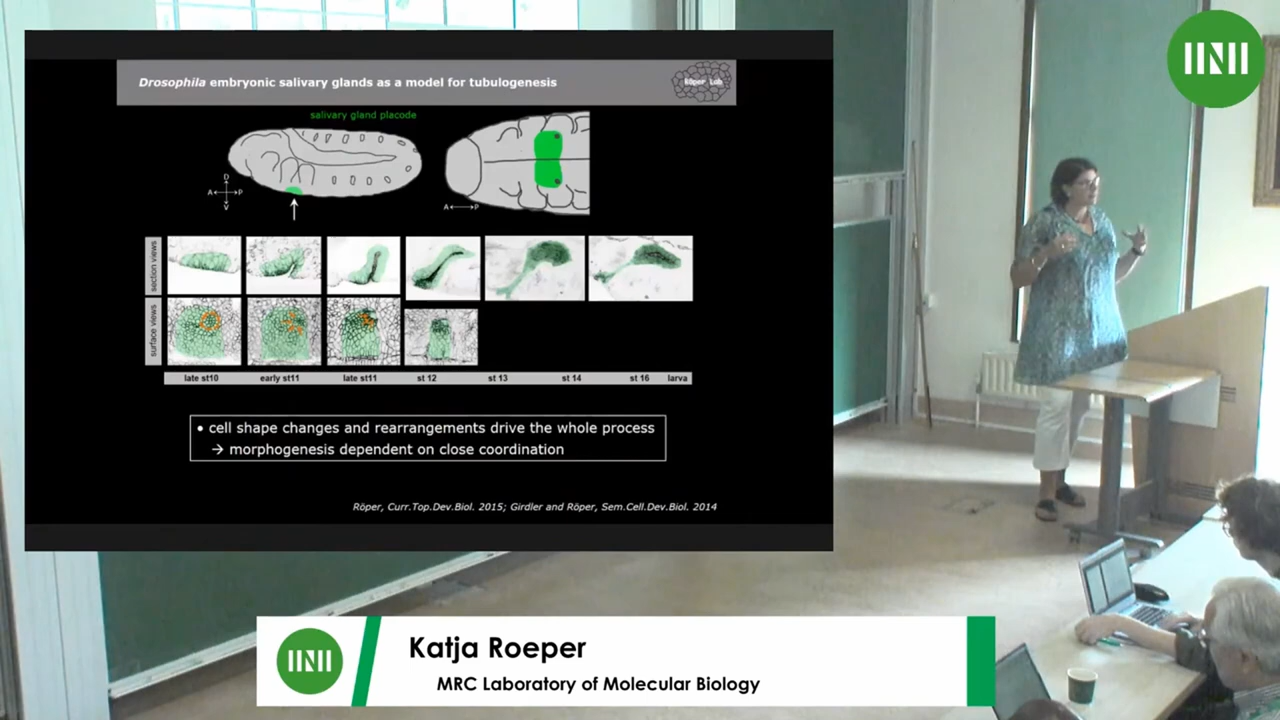 Drosophila embryonic salivary glands as a model for tubulogenesis
Röper Lab
salivary gland placode
D
A P
V
A P
section views
surface views
late st10 early st11 late st11 st 12 st 13 st 14 st 16 larva
• cell shape changes and rearrangements drive the whole process
→ morphogenesis dependent on close coordination
Röper, Curr.Top.Dev.Biol. 2015; Girdler and Röper, Sem.Cell.Dev.Biol. 2014
Katja Roeper
MRC Laboratory of Molecular Biology